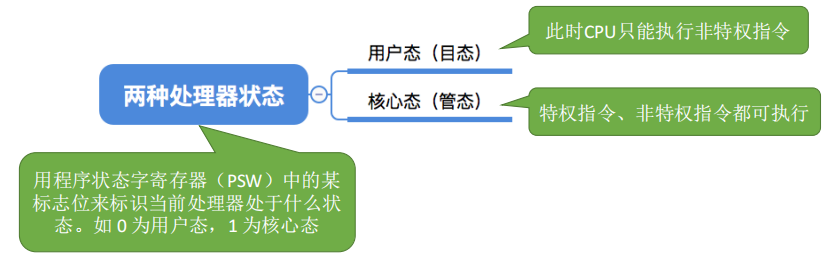 此时CPU只能执行非特权指令
用户态（目态）
两种处理器状态
核心态（管态）
特权指令、非特权指令都可执行
用程序状态字寄存器（PSW）中的某
标志位来标识当前处理器处于什么状
态。如 0 为用户态，1 为核心态